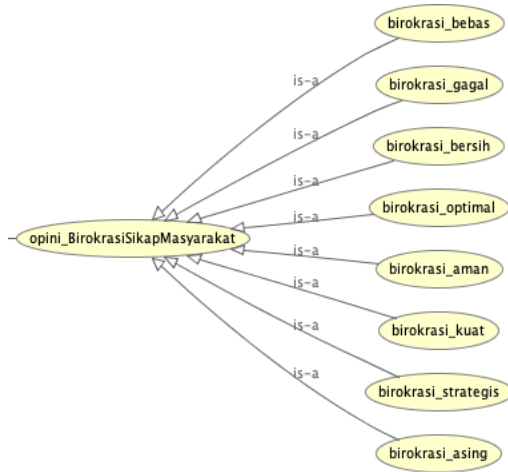 birokrasi_bebas
is-a
birokrasi_gagal
is-a
birokrasi_bersih
is-a
birokrasi_optimal
is-a
opini_BirokrasiSikapMasyarakat
is-a
birokrasi_aman
is-a
birokrasi_kuat
is-a
birokrasi_strategis
is-a
birokrasi_asing